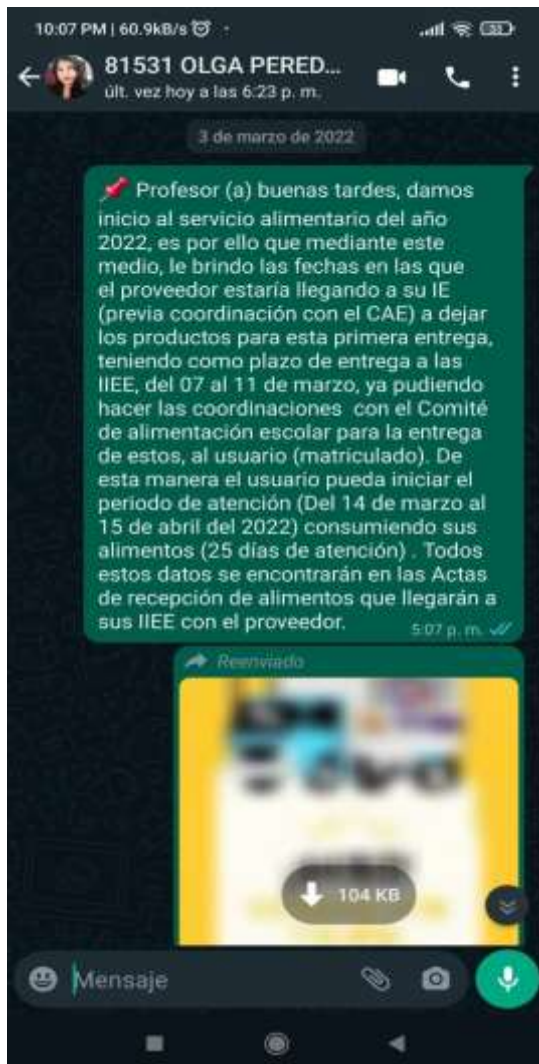 10:07 PM | 60.9kB/s
81531 OLGA PERED...
últ. vez hoy a las 6:23 p. m.
3 de marzo de 2022
Profesor (a) buenas tardes, damos
inicio al servicio alimentario del año
2022, es por ello que mediante este
medio, le brindo las fechas en las que
el proveedor estaría llegando a su IE
(previa coordinación con el CAE) a dejar
los productos para esta primera entrega,
teniendo como plazo de entrega a las
IIEE, del 07 al 11 de marzo, ya pudiendo
hacer las coordinaciones con el Comité
de alimentación escolar para la entrega
de estos, al usuario (matriculado). De
esta manera el usuario pueda iniciar el
periodo de atención (Del 14 de marzo al
15 de abril del 2022) consumiendo sus
alimentos (25 días de atención) . Todos
estos datos se encontrarán en las Actas
de recepción de alimentos que llegarán a
sus IIEE con el proveedor.
5:07 p. m.
Reenviado
104 KB
Mensaje